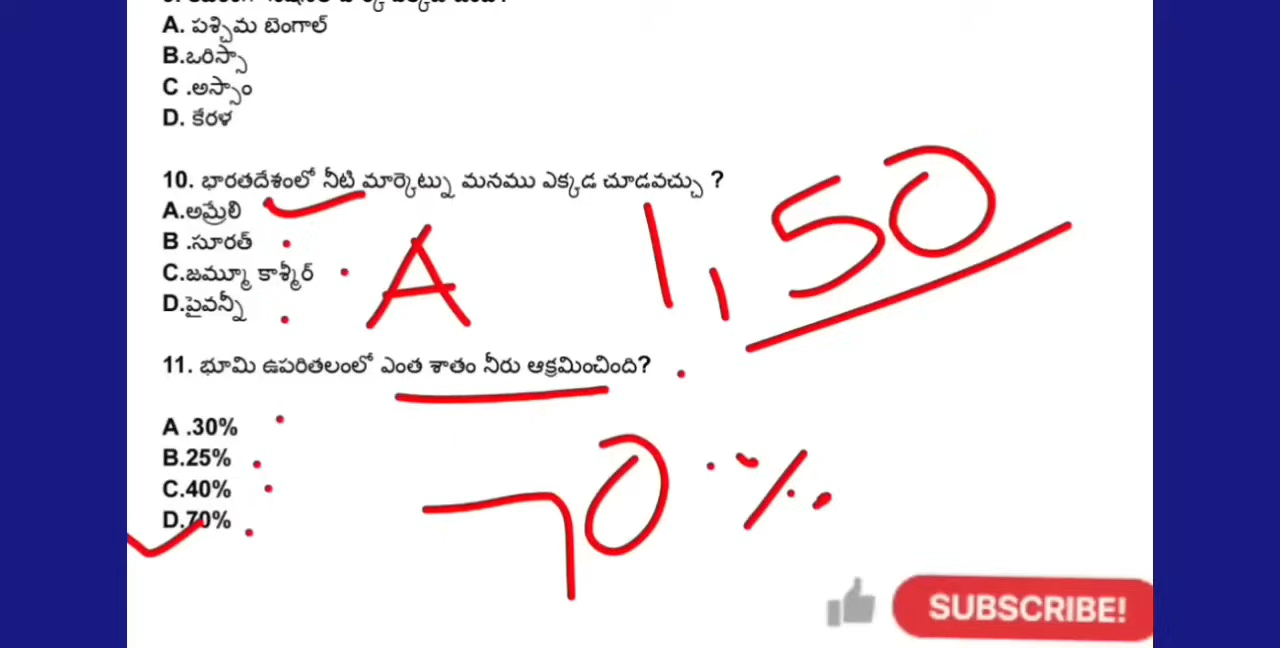 A. పశ్చిమ బెంగాల్
B.ఒరిస్సా
C .అస్సాం
D. కేరళ
10. భారతదేశంలో నీటి మార్కెట్ను మనము ఎక్కడ చూడవచ్చు ?
A.అమ్రేలి
B .సూరత్
C.జమ్మూ కాశ్మీర్
D.పైవన్నీ
A 1, 50
11. భూమి ఉపరితలంలో ఎంత శాతం నీరు ఆక్రమించింది?
A .30%
B.25%
C.40%
D.70%
70 %
SUBSCRIBE!